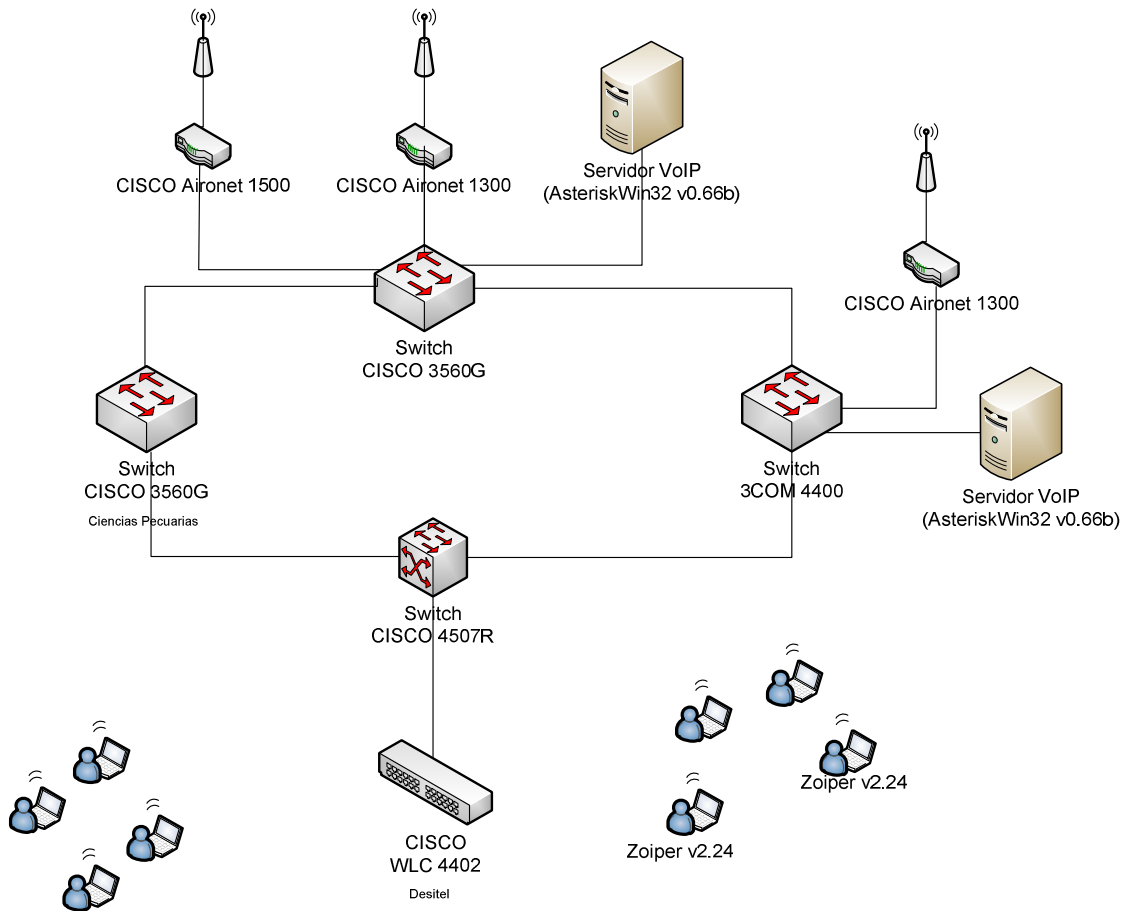 CISCO Aironet 1500
CISCO Aironet 1300
Servidor VoIP
(AsteriskWin32 v0.66b)
CISCO Aironet 1300
Switch
CISCO 3560G
Switch
CISCO 3560G
Ciencias Pecuarias
Switch
3COM 4400
Servidor VoIP
(AsteriskWin32 v0.66b)
Switch
CISCO 4507R
Zoiper v2.24
Zoiper v2.24
CISCO
WLC 4402
Desitel